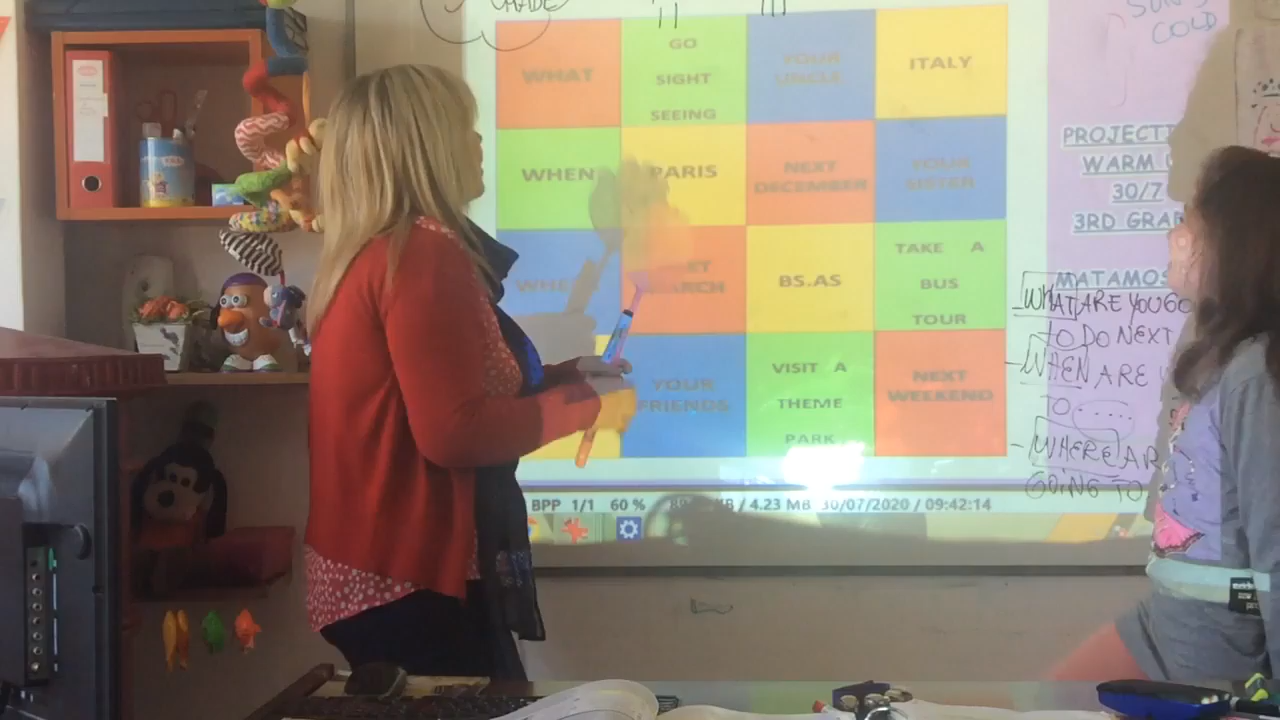 MADE
WHAT
GO
SIGHT
SEEING
YOUR
UNCLE
ITALY
WHEN
PARIS
NEXT
DECEMBER
YOUR
SISTER
BS.AS
TAKE A
BUS
TOUR
YOUR
FRIENDS
VISIT A
THEME
PARK
NEXT
WEEKEND
COLD
WARM
30/7
3RD GRA
MATAMOS
WHAT ARE YOU GO
TO DO NEXT
WHEN ARE
TO .....
WHERE AR
GOING TO
BPP 1/1 60 % / 4.23 MB 30/07/2020 / 09:42:14